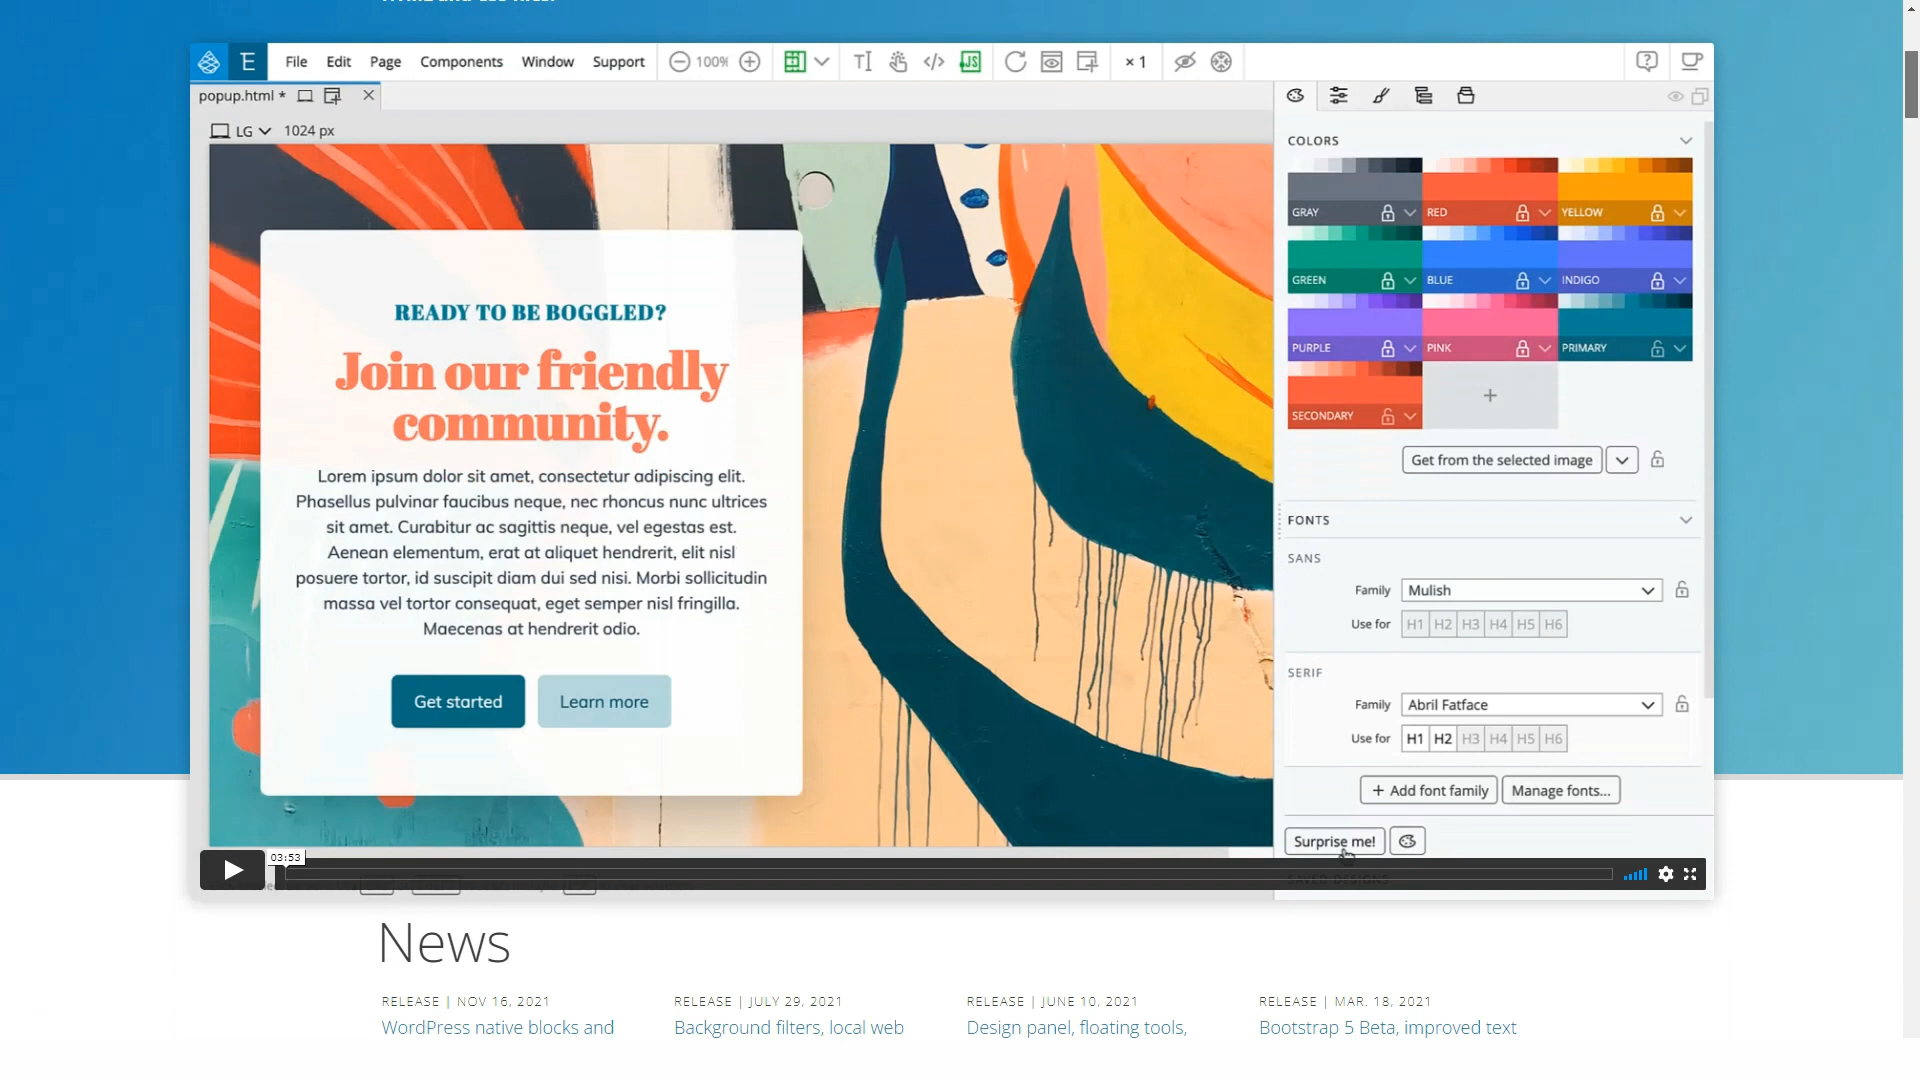 File Edit Page Components Window Support 100% JS × 1
popup.html *
LG 1024 px
READY TO BE BOGGLED?
Join our friendly
community.
Lorem ipsum dolor sit amet, consectetur adipiscing elit.
Phasellus pulvinar faucibus neque, nec rhoncus nunc ultrices
sit amet. Curabitur ac sagittis neque, vel egestas est.
Aenean elementum, erat at aliquet hendrerit, elit nisl
posuere tortor, id suscipit diam dui sed nisi. Morbi sollicitudin
massa vel tortor consequat, eget semper nisl fringilla.
Maecenas at hendrerit odio.
Get started Learn more
COLORS
GRAY RED YELLOW
GREEN BLUE INDIGO
PURPLE PINK PRIMARY
SECONDARY +
Get from the selected image
FONTS
SANS
Family Mulish
Use for H1 H2 H3 H4 H5 H6
SERIF
Family Abril Fatface
Use for H1 H2 H3 H4 H5 H6
+ Add font family Manage fonts...
Surprise me!
SAVED DESIGNS
03:53
News
RELEASE | NOV 16, 2021
WordPress native blocks and
RELEASE | JULY 29, 2021
Background filters, local web
RELEASE | JUNE 10, 2021
Design panel, floating tools,
RELEASE | MAR. 18, 2021
Bootstrap 5 Beta, improved text